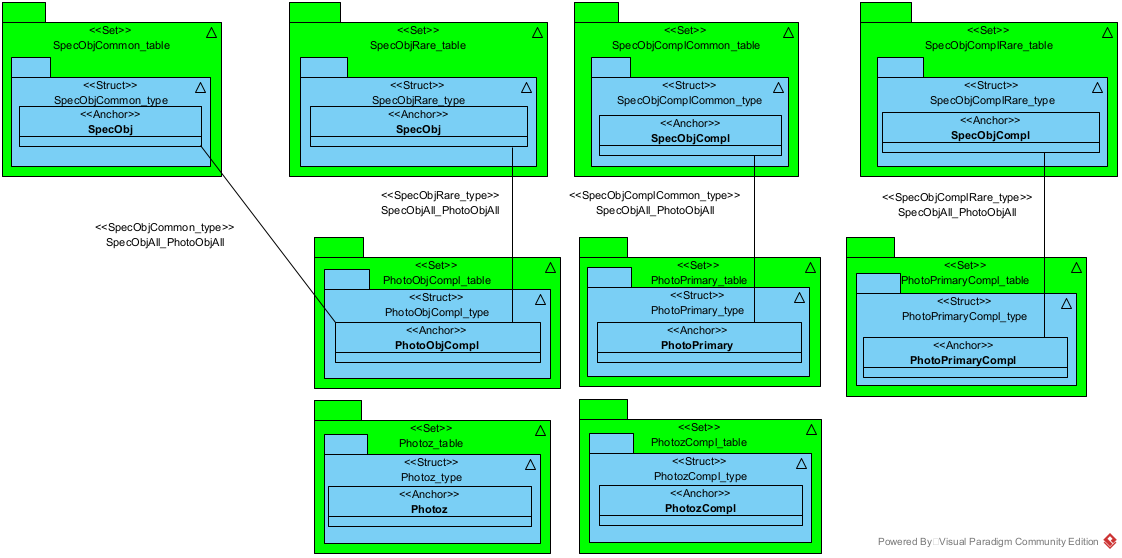 <<Set>>
SpecObjCommon_table
<<Struct>>
SpecObjCommon_type
<<Anchor>>
SpecObj
<<Set>>
SpecObjRare_table
<<Struct>>
SpecObjRare_type
<<Anchor>>
SpecObj
<<Set>>
SpecObjComplCommon_table
<<Struct>>
SpecObjComplCommon_type
<<Anchor>>
SpecObjCompl
<<Set>>
SpecObjComplRare_table
<<Struct>>
SpecObjComplRare_type
<<Anchor>>
SpecObjCompl
<<SpecObjCommon_type>>
SpecObjAll_PhotoObjAll
<<SpecObjRare_type>>
SpecObjAll_PhotoObjAll
<<SpecObjComplCommon_type>>
SpecObjAll_PhotoObjAll
<<SpecObjComplRare_type>>
SpecObjAll_PhotoObjAll
<<Set>>
PhotoObjCompl_table
<<Struct>>
PhotoObjCompl_type
<<Anchor>>
PhotoObjCompl
<<Set>>
PhotoPrimary_table
<<Struct>>
PhotoPrimary_type
<<Anchor>>
PhotoPrimary
<<Set>>
PhotoPrimaryCompl_table
<<Struct>>
PhotoPrimaryCompl_type
<<Anchor>>
PhotoPrimaryCompl
<<Set>>
Photoz_table
<<Struct>>
Photoz_type
<<Anchor>>
Photoz
<<Set>>
PhotozCompl_table
<<Struct>>
PhotozCompl_type
<<Anchor>>
PhotozCompl
Powered By Visual Paradigm Community Edition